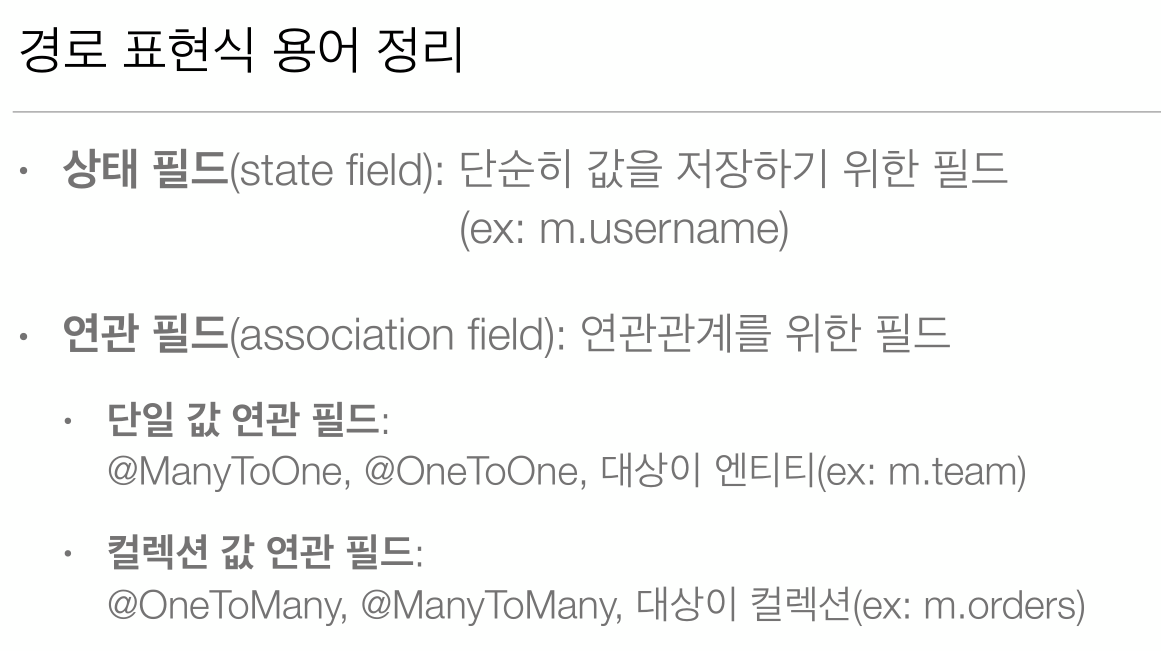 경로 표현식 용어 정리
• 상태 필드(state field): 단순히 값을 저장하기 위한 필드
(ex: m.username)
• 연관 필드(association field): 연관관계를 위한 필드
• 단일 값 연관 필드:
@ManyToOne, @OneToOne, 대상이 엔티티(ex: m.team)
• 컬렉션 값 연관 필드:
@OneToMany, @ManyToMany, 대상이 컬렉션(ex: m.orders)